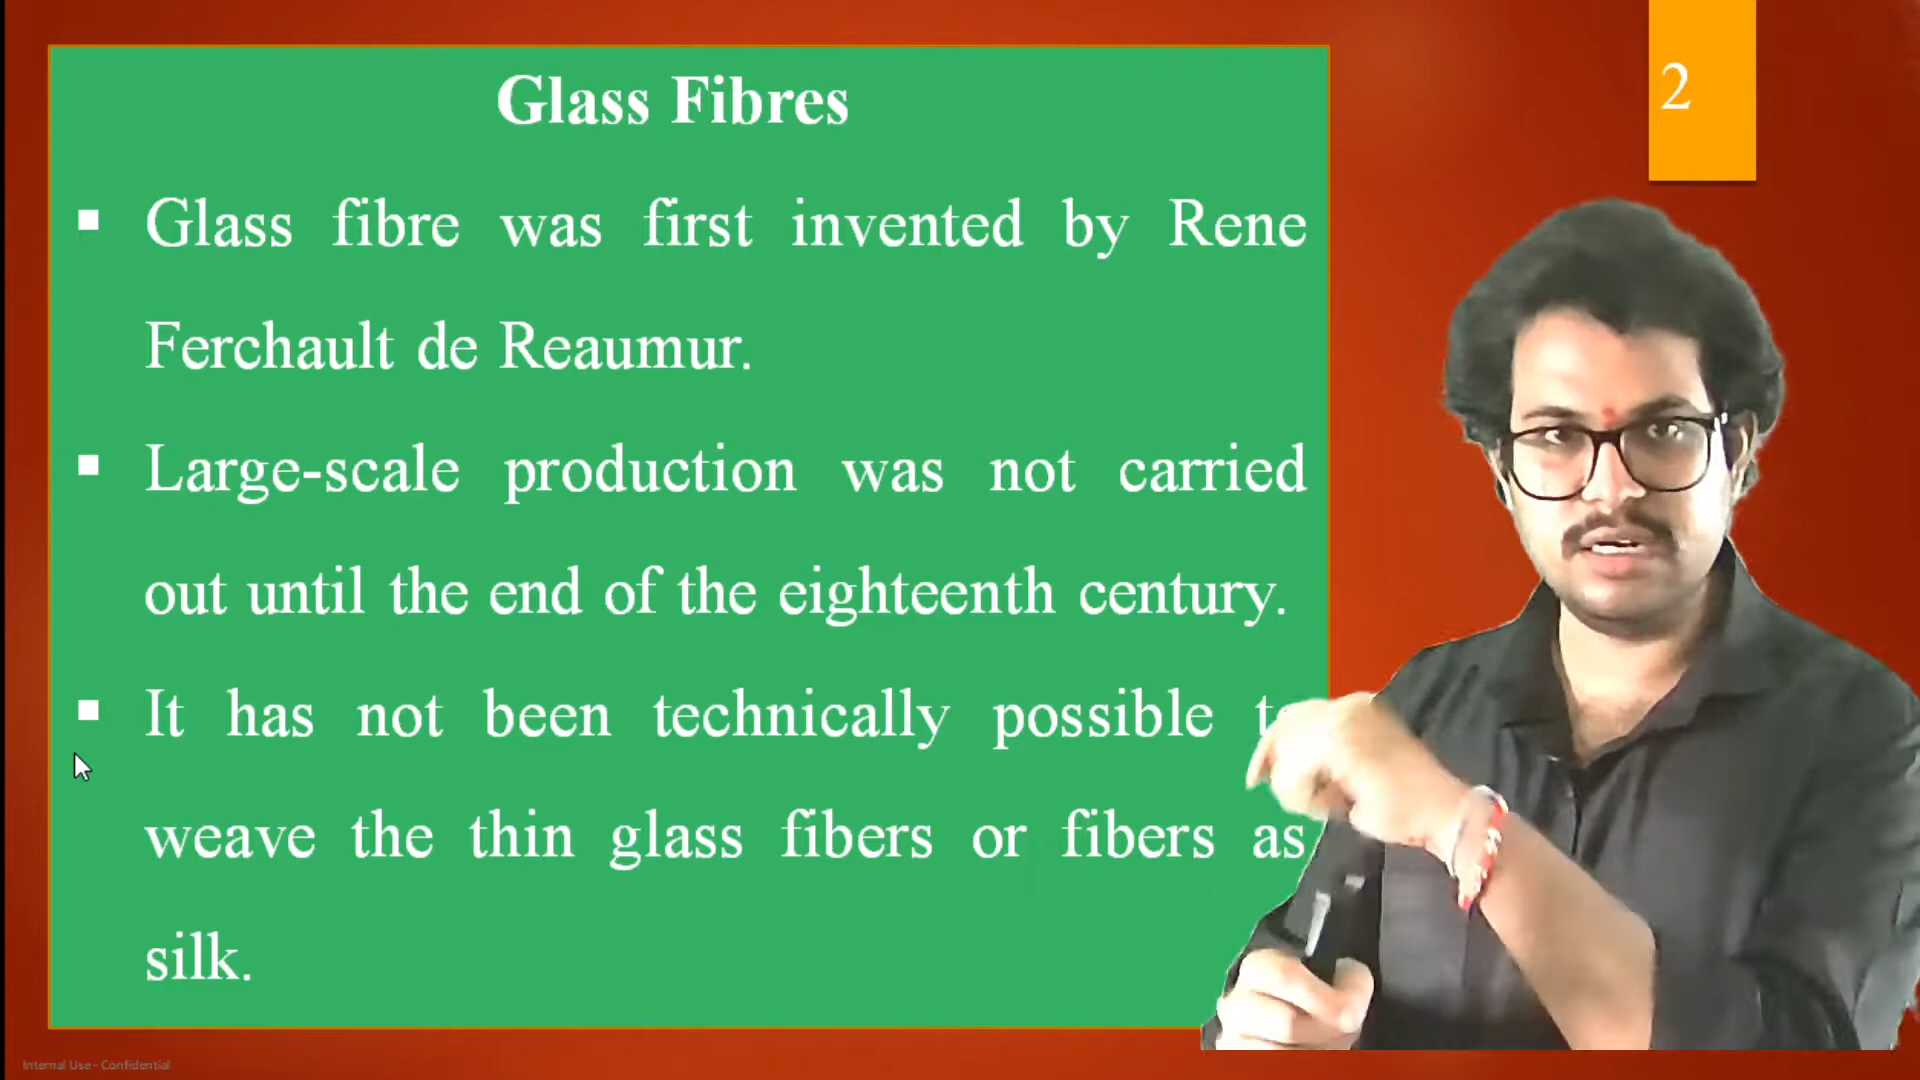 Glass Fibres
2
Glass fibre was first invented by Rene
Ferchault de Reaumur.
Large-scale production was not carried
out until the end of the eighteenth century.
It has not been technically possible to
weave the thin glass fibers or fibers as
silk.
Internal Use - Confidential